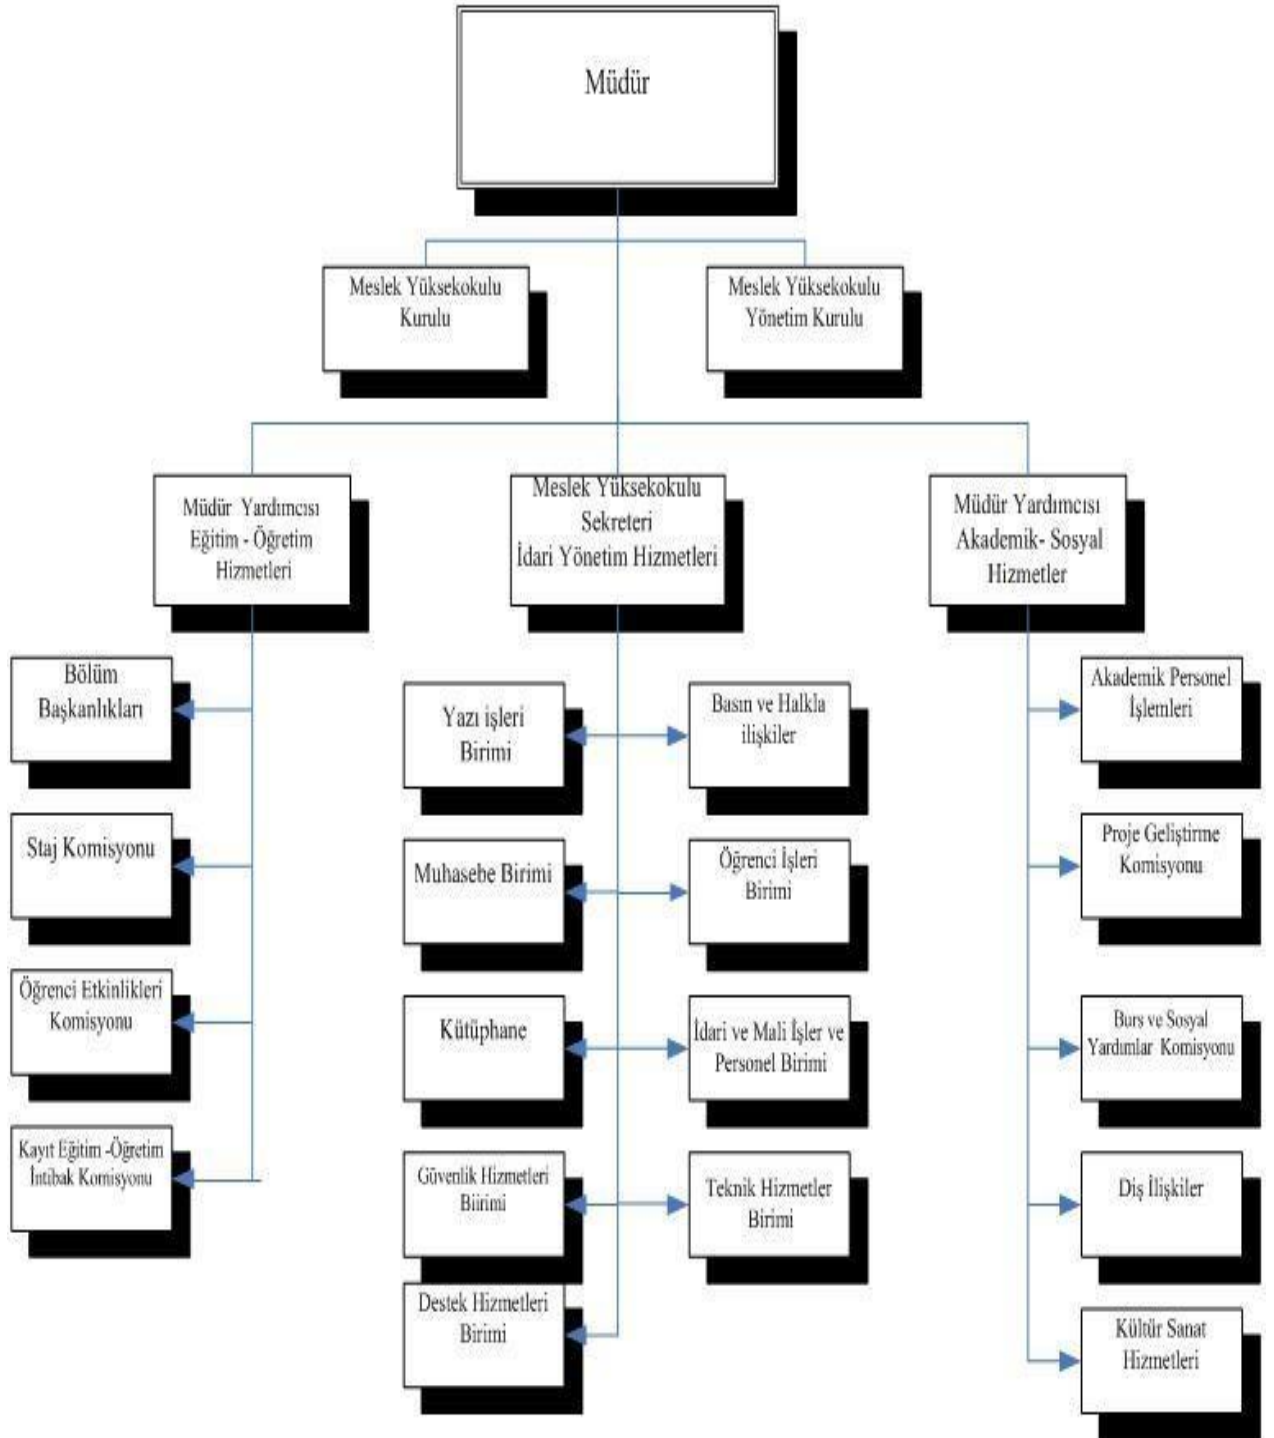 Müdür
Meslek Yüksekokulu
Kurulu
Meslek Yüksekokulu
Yönetim Kurulu
Müdür Yardımcısı
Eğitim - Öğretim
Hizmetleri
Meslek Yüksekokulu
Sekreteri
İdari Yönetim Hizmetleri
Müdür Yardımcısı
Akademik- Sosyal
Hizmetler
Bölüm
Başkanlıkları
Staj Komisyonu
Öğrenci Etkinlikleri
Komisyonu
Kayıt Eğitim -Öğretim
İntibak Komisyonu
Yazı işleri
Birimi
Muhasebe Birimi
Kütüphane
Güvenlik Hizmetleri
Biirimi
Destek Hizmetleri
Birimi
Basın ve Halkla
ilişkiler
Öğrenci İşleri
Birimi
İdari ve Mali İşler ve
Personel Birimi
Teknik Hizmetler
Birimi
Akademik Personel
İşlemleri
Proje Geliştirme
Komisyonu
Burs ve Sosyal
Yardımlar Komisyonu
Diş İlişkiler
Kültür Sanat
Hizmetleri